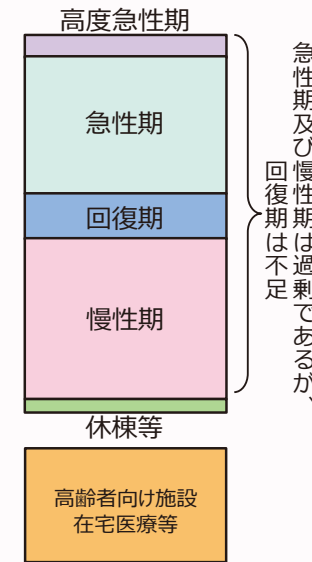 高度急性期
急性期
回復期
慢性期
休棟等
高齢者向け施設
在宅医療等
急性期及び慢性期は過剰であるが、
回復期は不足